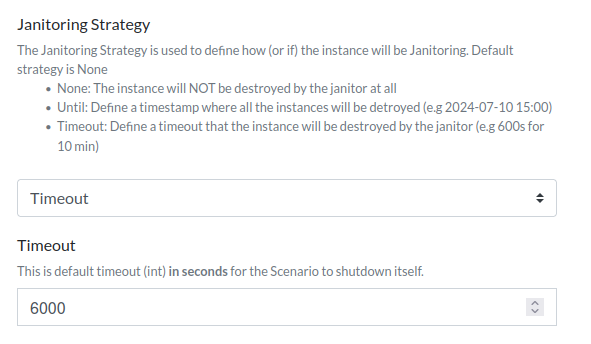 Janitoring Strategy
The Janitoring Strategy is used to define how (or if) the instance will be Janitoring. Default
strategy is None
• None: The instance will NOT be destroyed by the janitor at all
• Until: Define a timestamp where all the instances will be detroyed (e.g 2024-07-10 15:00)
• Timeout: Define a timeout that the instance will be destroyed by the janitor (e.g 600s for
10 min)
Timeout
Timeout
This is default timeout (int) in seconds for the Scenario to shutdown itself.
6000